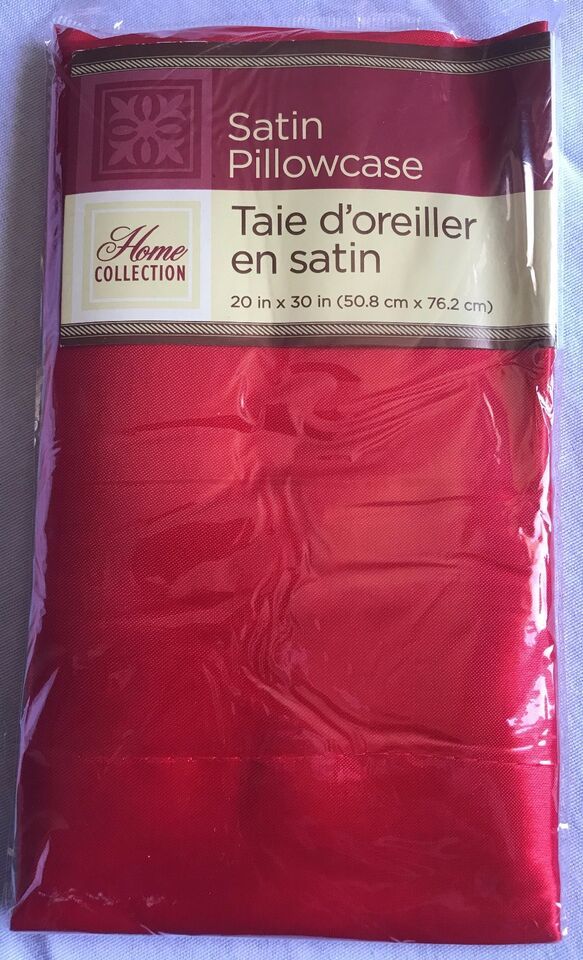 Satin
Pillowcase
Home
COLLECTION
Taie d'oreiller
en satin
20 in x 30 in (50.8 cm x 76.2 cm)